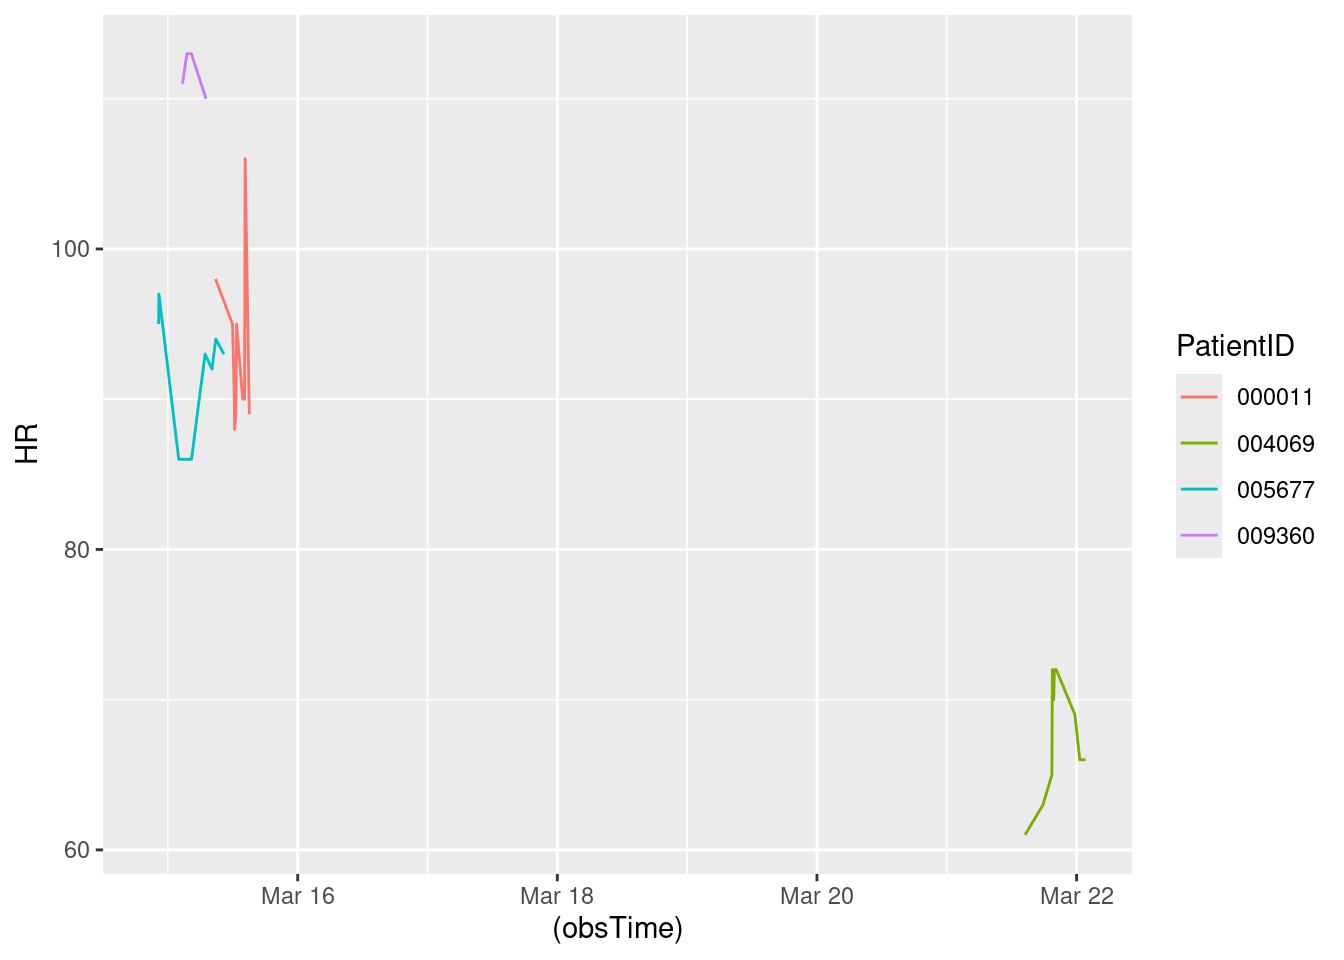 HR
100
80
60
Mar 16
Mar 18
Mar 20
Mar 22
(obsTime)
PatientID
000011
004069
005677
009360